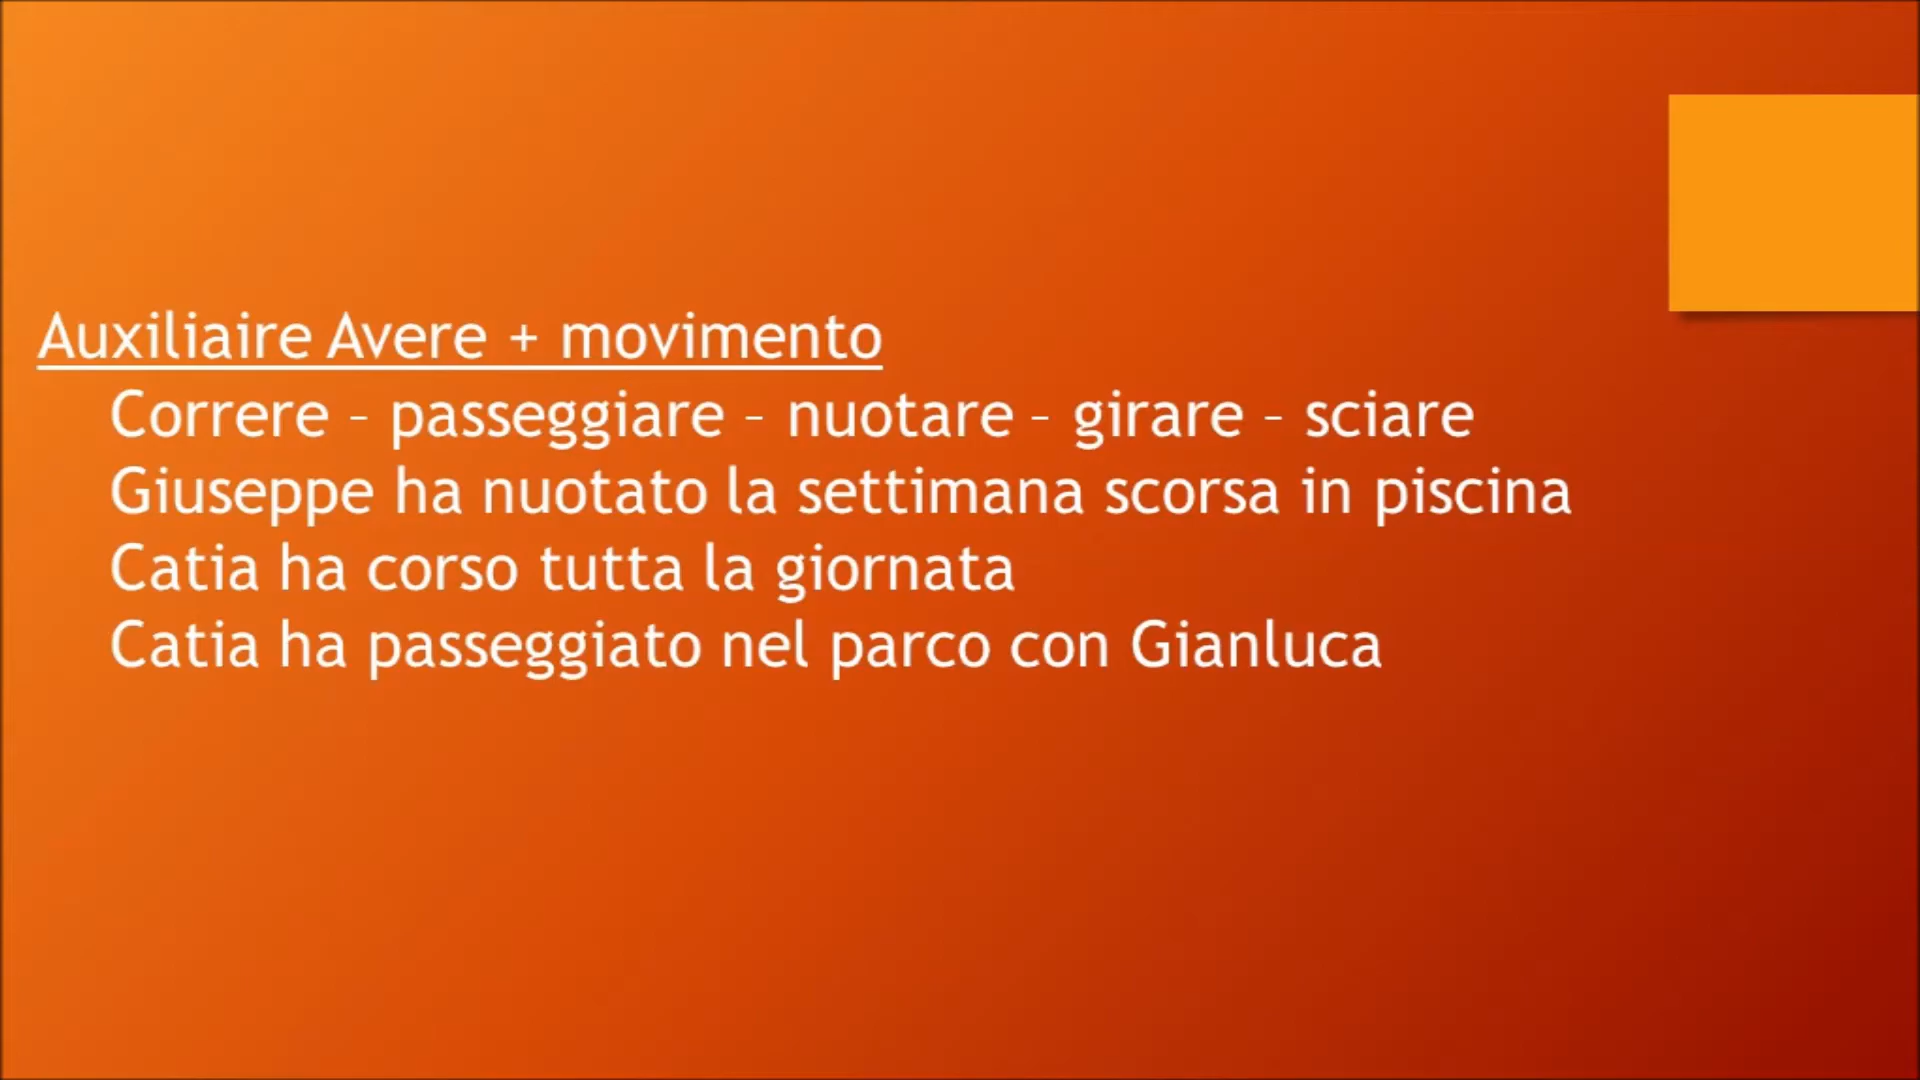 Auxiliaire Avere + movimento
Correre – passeggiare – nuotare – girare – sciare
Giuseppe ha nuotato la settimana scorsa in piscina
Catia ha corso tutta la giornata
Catia ha passeggiato nel parco con Gianluca